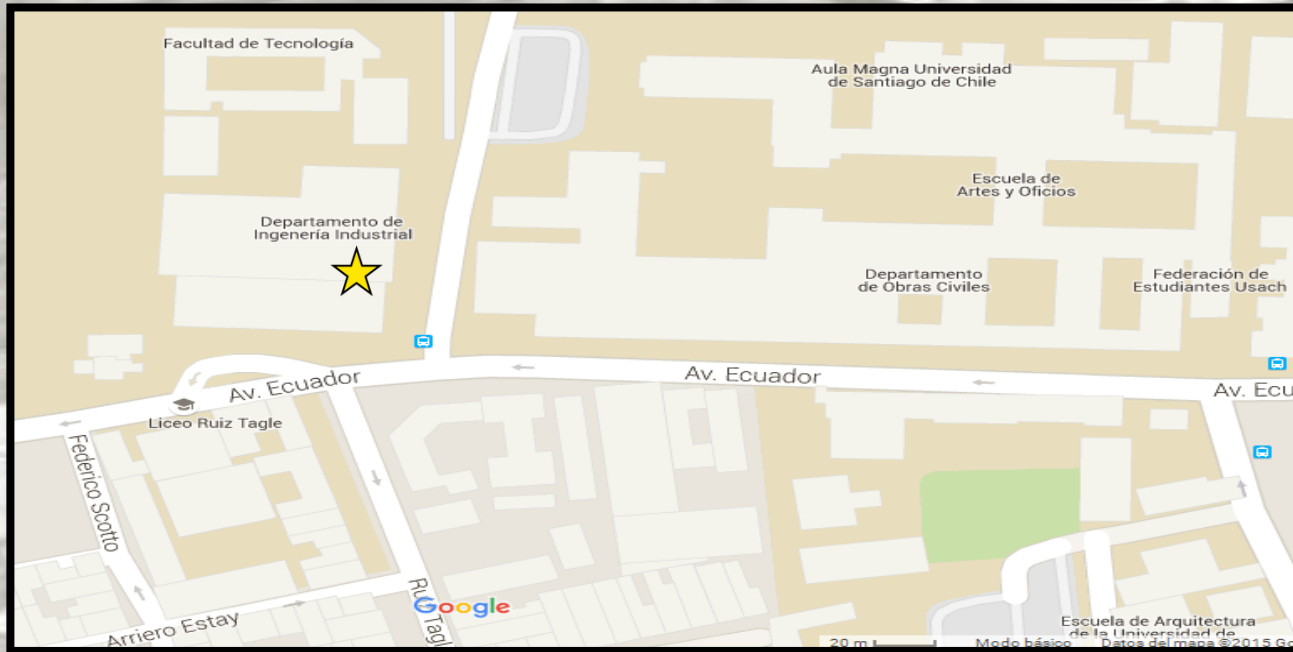 Facultad de Tecnología
Aula Magna Universidad
de Santiago de Chile
Escuela de
Artes y Oficios
Departamento de
Ingenería Industrial
Departamento
de Obras Civiles
Federación de
Estudiantes Usach
Av. Ecuador
Av. Ecuador
Av. Ecu
Liceo Ruiz Tagle
Federico Scotto
Arriero Estay
Google
Escuela de Arquitectura
de la Universidad de
20 m
Modo básico
Datos del mapa ©2015 Go